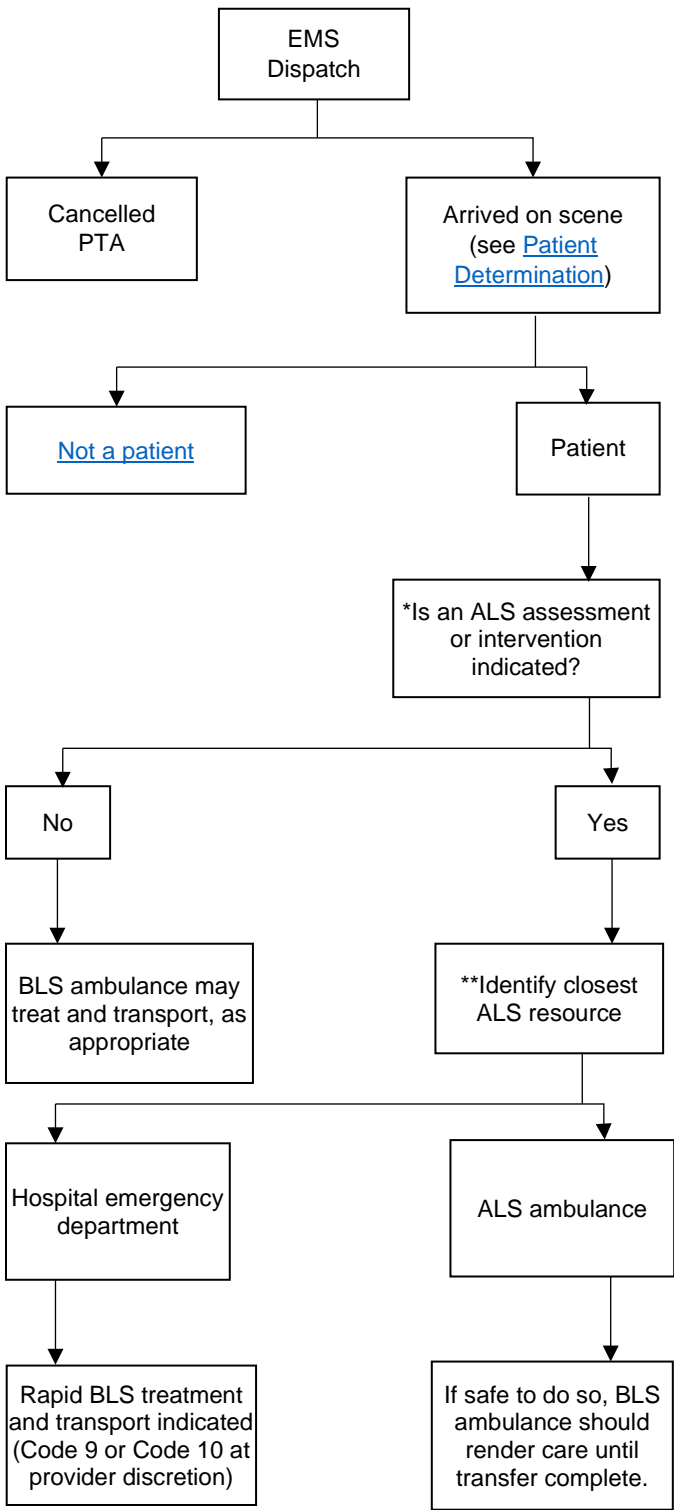 EMS
Dispatch
Cancelled
PTA
Arrived on scene
(see Patient
Determination)
Not a patient
Patient
*Is an ALS assessment
or intervention
indicated?
No
Yes
BLS ambulance may
treat and transport, as
appropriate
**Identify closest
ALS resource
Hospital emergency
department
ALS ambulance
Rapid BLS treatment
and transport indicated
(Code 9 or Code 10 at
provider discretion)
If safe to do so, BLS
ambulance should
render care until
transfer complete.